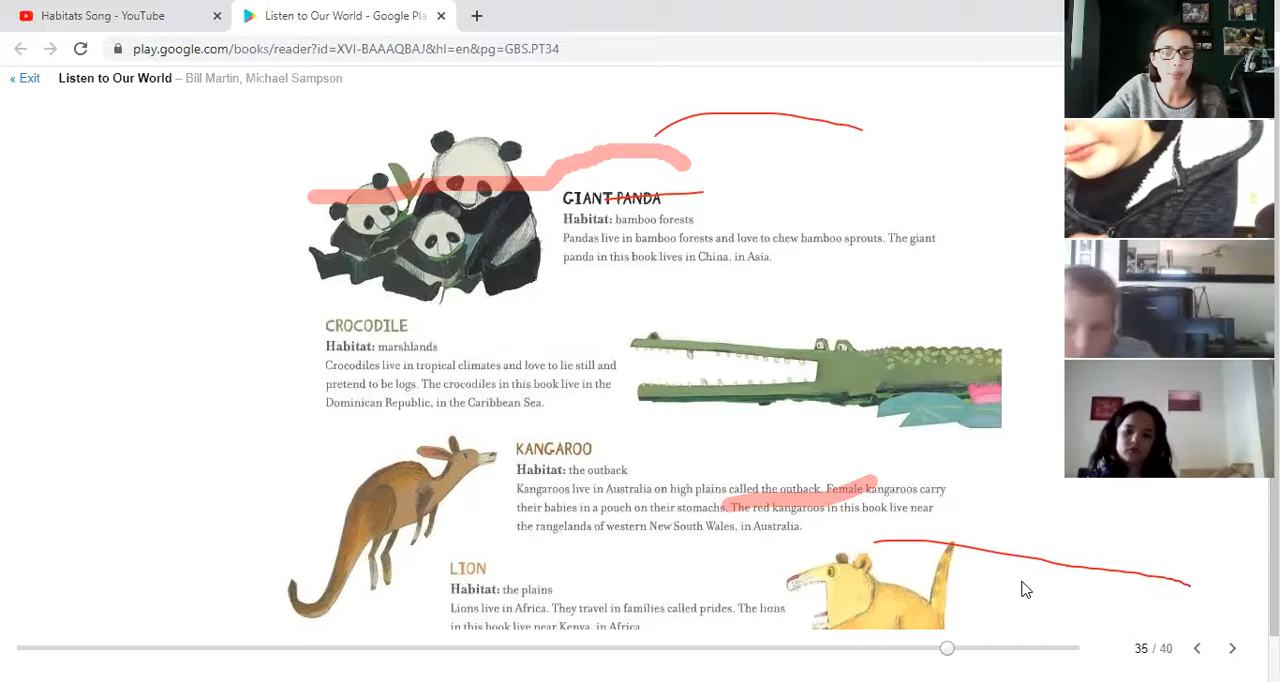 Habitats Song - YouTube
Listen to Our World - Google Pla
play.google.com/books/reader?id=XVI-BAAAQBAJ&hl=en&pg=GBS.PT34
« Exit Listen to Our World – Bill Martin, Michael Sampson
GIANT PANDA
Habitat: bamboo forests
Pandas live in bamboo forests and love to chew bamboo sprouts. The giant
panda in this book lives in China, in Asia.
CROCODILE
Habitat: marshlands
Crocodiles live in tropical climates and love to lie still and
pretend to be logs. The crocodiles in this book live in the
Dominican Republic, in the Caribbean Sea.
KANGAROO
Habitat: the outback
Kangaroos live in Australia on high plains called the outback. Female kangaroos carry
their babies in a pouch on their stomachs. The red kangaroos in this book live near
the rangelands of western New South Wales, in Australia.
LION
Habitat: the plains
Lions live in Africa. They travel in families called prides. The lions
in this book live near Kenya, in Africa.
35 / 40